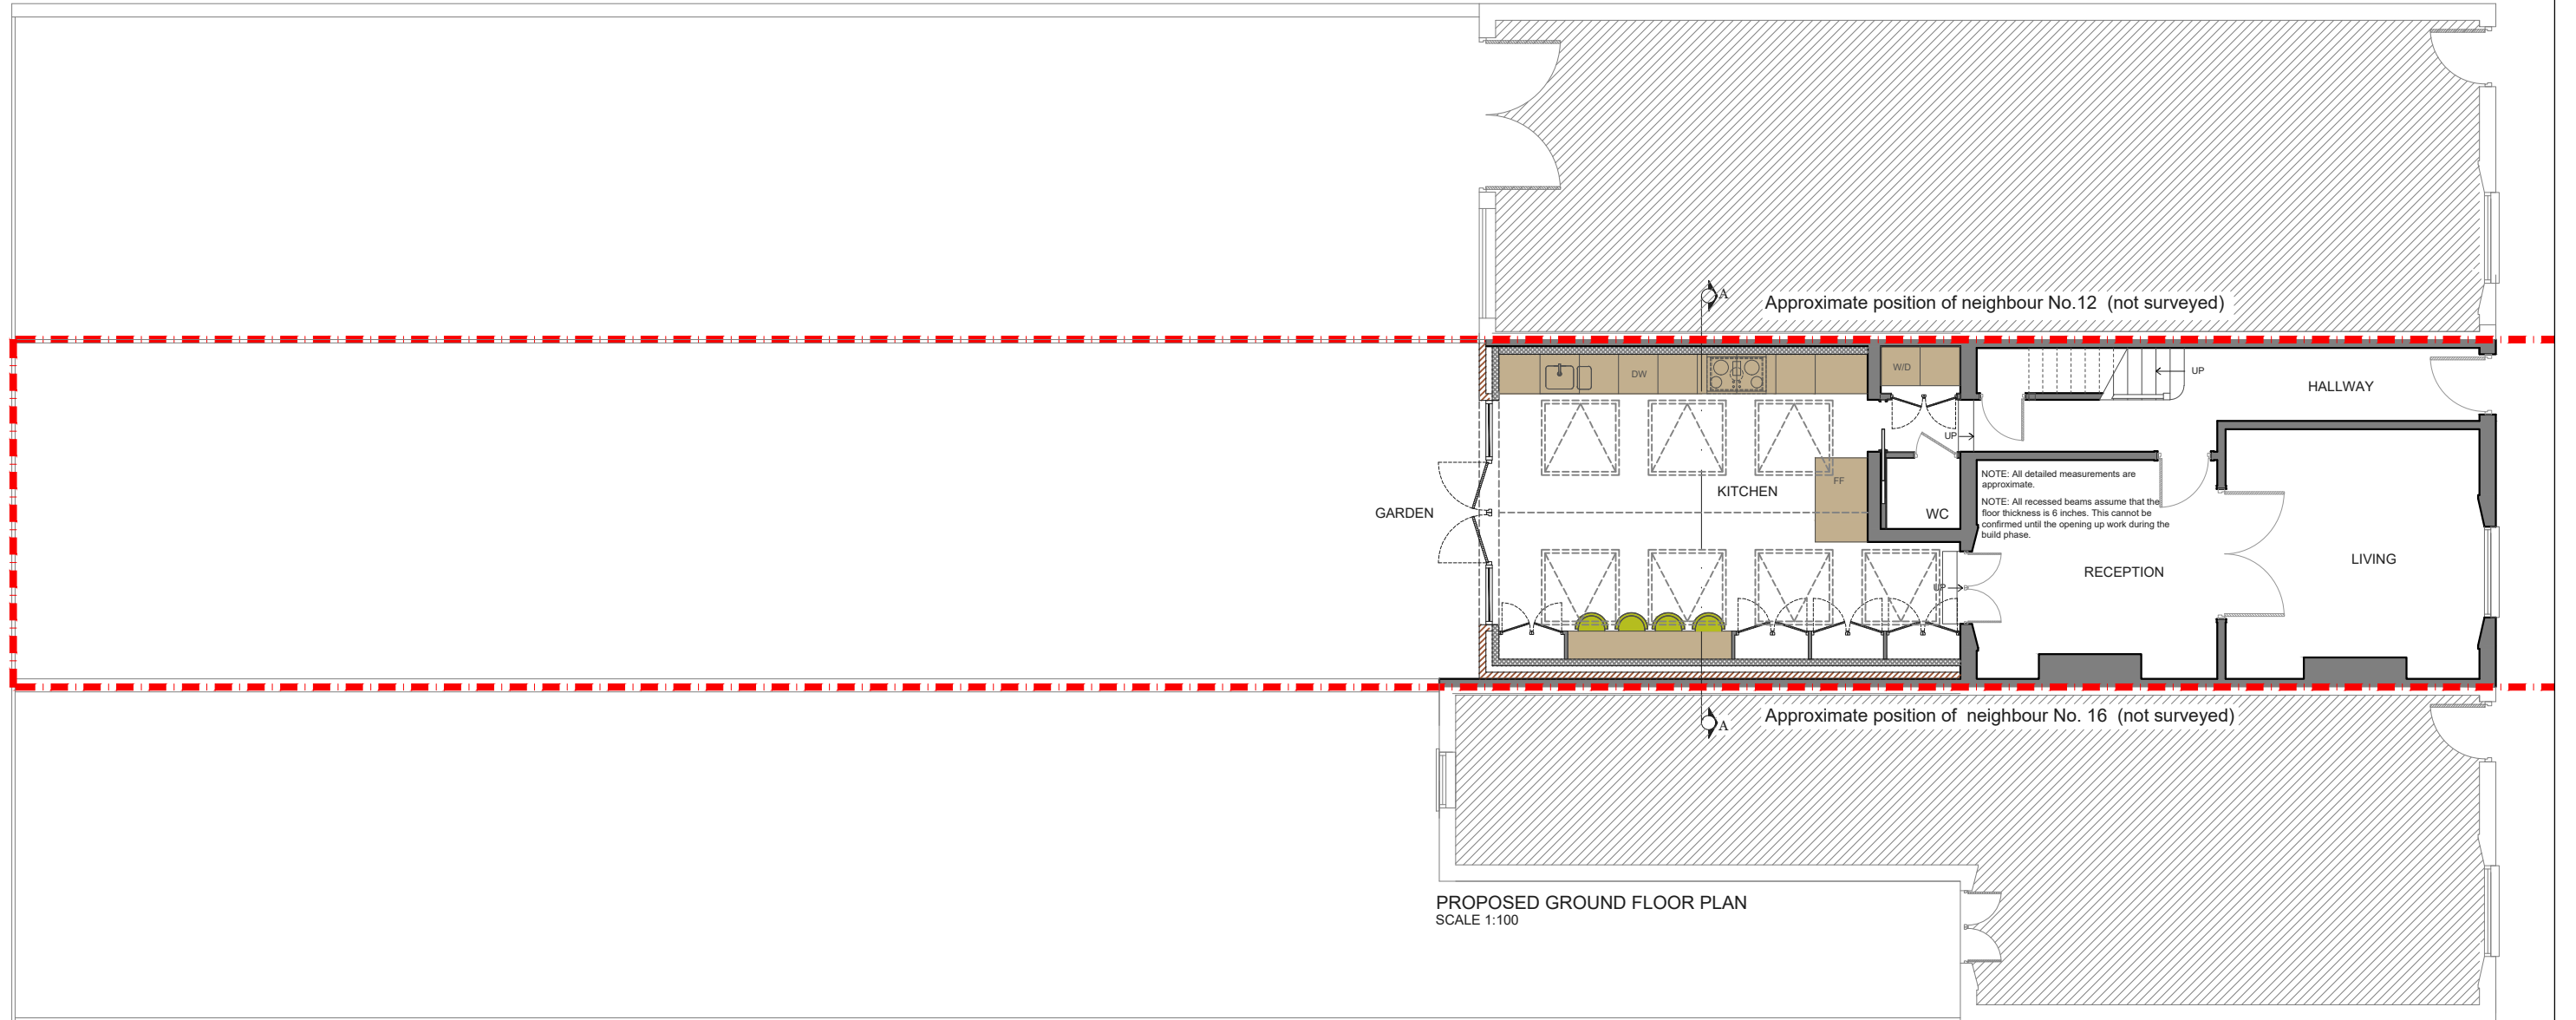 A
Approximate position of neighbour No.12 (not surveyed)
DW
W/D
UP
HALLWAY
UP
NOTE: All detailed measurements are
approximate.
NOTE: All recessed beams assume that the
floor thickness is 6 inches. This cannot be
confirmed until the opening up work during the
build phase.
FF
KITCHEN
GARDEN
WC
LIVING
RECEPTION
UP
Approximate position of neighbour No. 16 (not surveyed)
A
PROPOSED GROUND FLOOR PLAN
SCALE 1:100